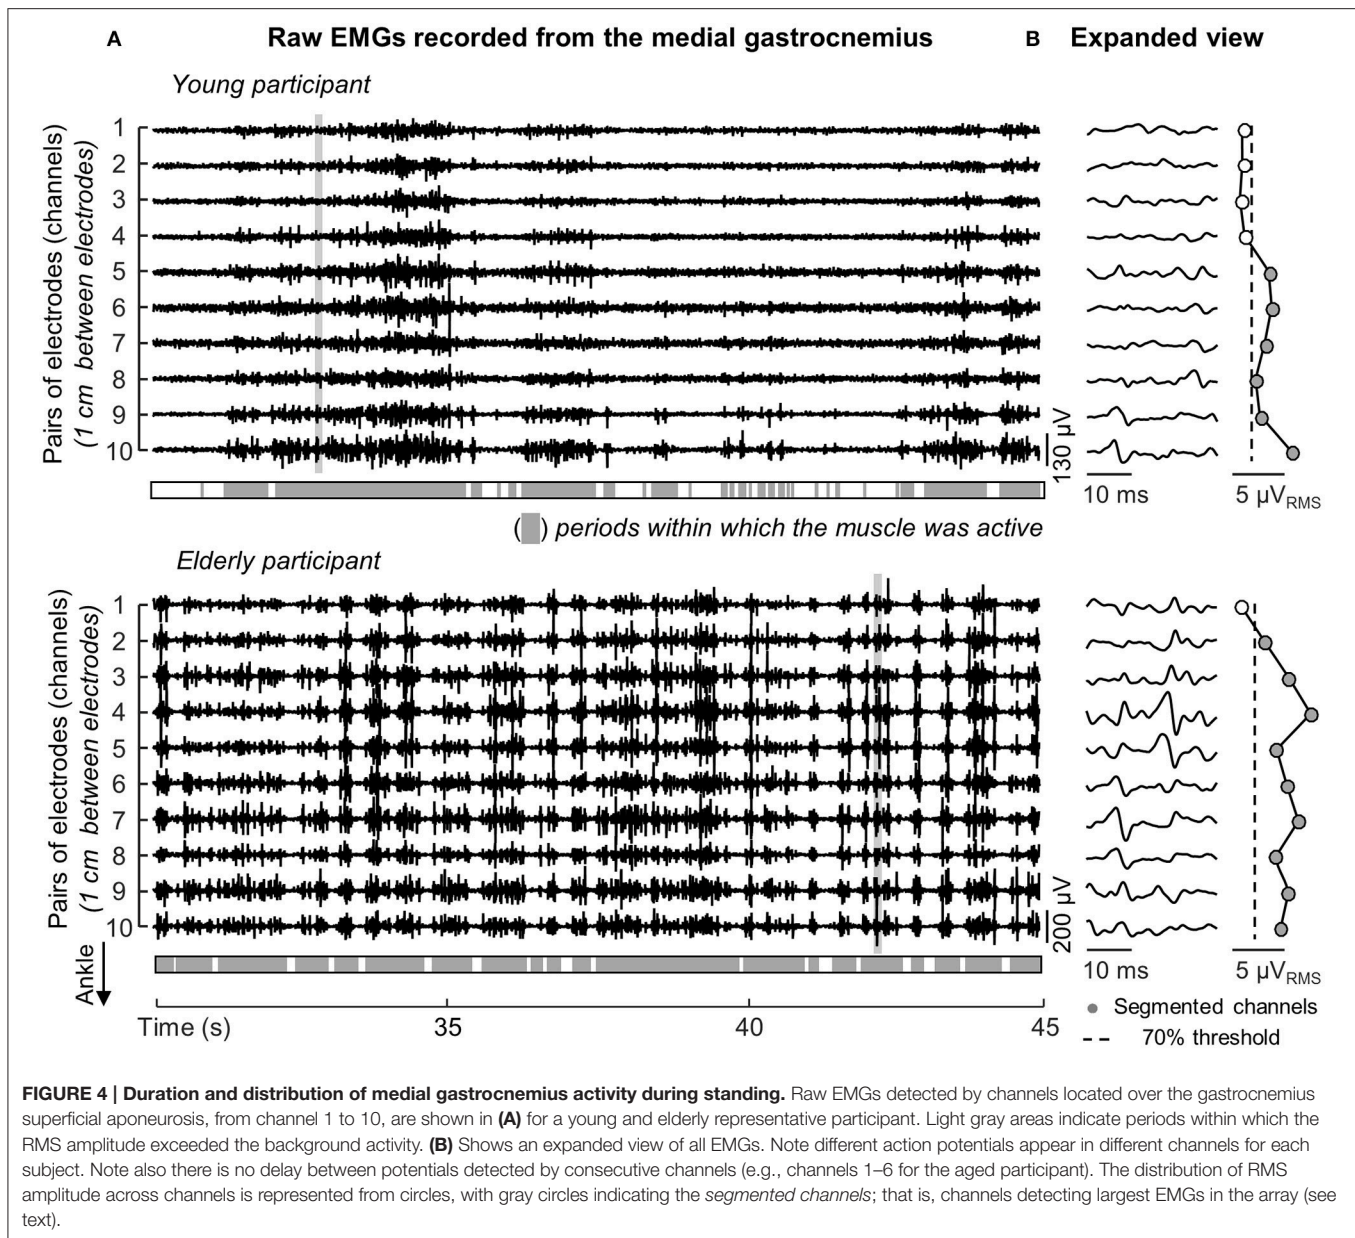 A Raw EMGs recorded from the medial gastrocnemius B Expanded view
Young participant
Pairs of electrodes (channels)
(1 cm between electrodes)
1
2
3
4
5
6
7
8
9
10
130 µV
10 ms
5 µVRMS
( ) periods within which the muscle was active
Elderly participant
Pairs of electrodes (channels)
(1 cm between electrodes)
1
2
3
4
5
6
7
8
9
10
200 µV
10 ms
5 µVRMS
Ankle
Segmented channels
70% threshold
Time (s) 35 40 45
FIGURE 4 | Duration and distribution of medial gastrocnemius activity during standing. Raw EMGs detected by channels located over the gastrocnemius
superficial aponeurosis, from channel 1 to 10, are shown in (A) for a young and elderly representative participant. Light gray areas indicate periods within which the
RMS amplitude exceeded the background activity. (B) Shows an expanded view of all EMGs. Note different action potentials appear in different channels for each
subject. Note also there is no delay between potentials detected by consecutive channels (e.g., channels 1–6 for the aged participant). The distribution of RMS
amplitude across channels is represented from circles, with gray circles indicating the segmented channels; that is, channels detecting largest EMGs in the array (see
text).